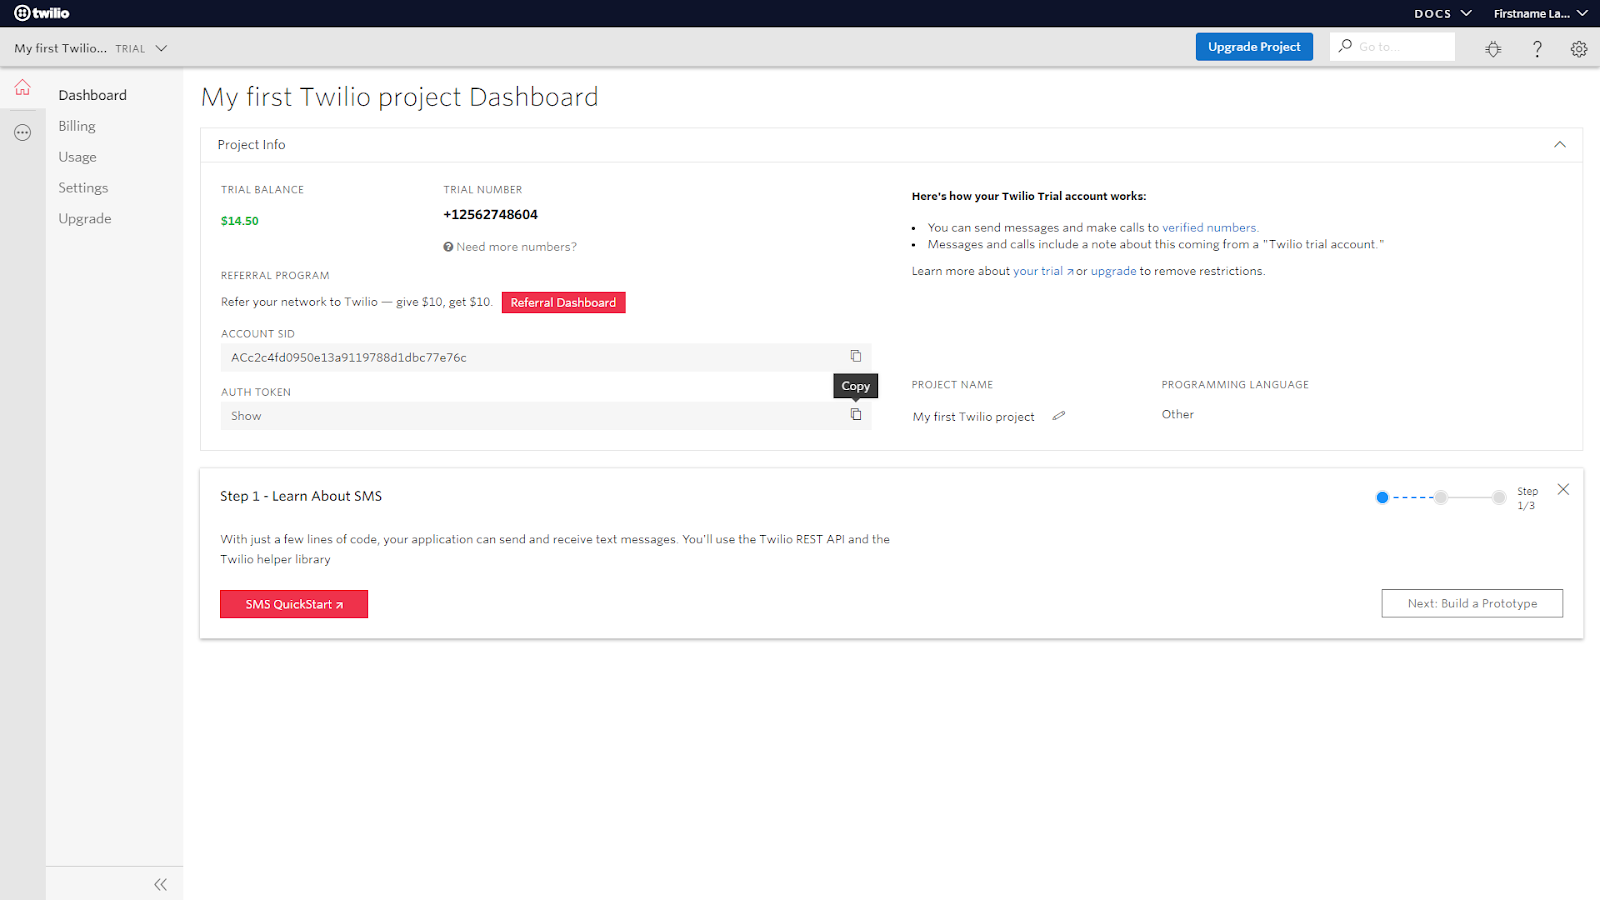 twilio
DOCS
Firstname La...
My first Twilio... TRIAL
Upgrade Project
Go to...
Dashboard
Billing
Usage
Settings
Upgrade
My first Twilio project Dashboard
Project Info
TRIAL BALANCE
$14.50
TRIAL NUMBER
+12562748604
Need more numbers?
REFERRAL PROGRAM
Refer your network to Twilio — give $10, get $10. Referral Dashboard
ACCOUNT SID
ACc2c4fd0950e13a9119788d1dbc77e76c
AUTH TOKEN
Show
Copy
Here's how your Twilio Trial account works:
• You can send messages and make calls to verified numbers.
• Messages and calls include a note about this coming from a "Twilio trial account."
Learn more about your trial or upgrade to remove restrictions.
PROJECT NAME
My first Twilio project
PROGRAMMING LANGUAGE
Other
Step 1 - Learn About SMS
Step
1/3
With just a few lines of code, your application can send and receive text messages. You'll use the Twilio REST API and the
Twilio helper library
SMS QuickStart
Next: Build a Prototype